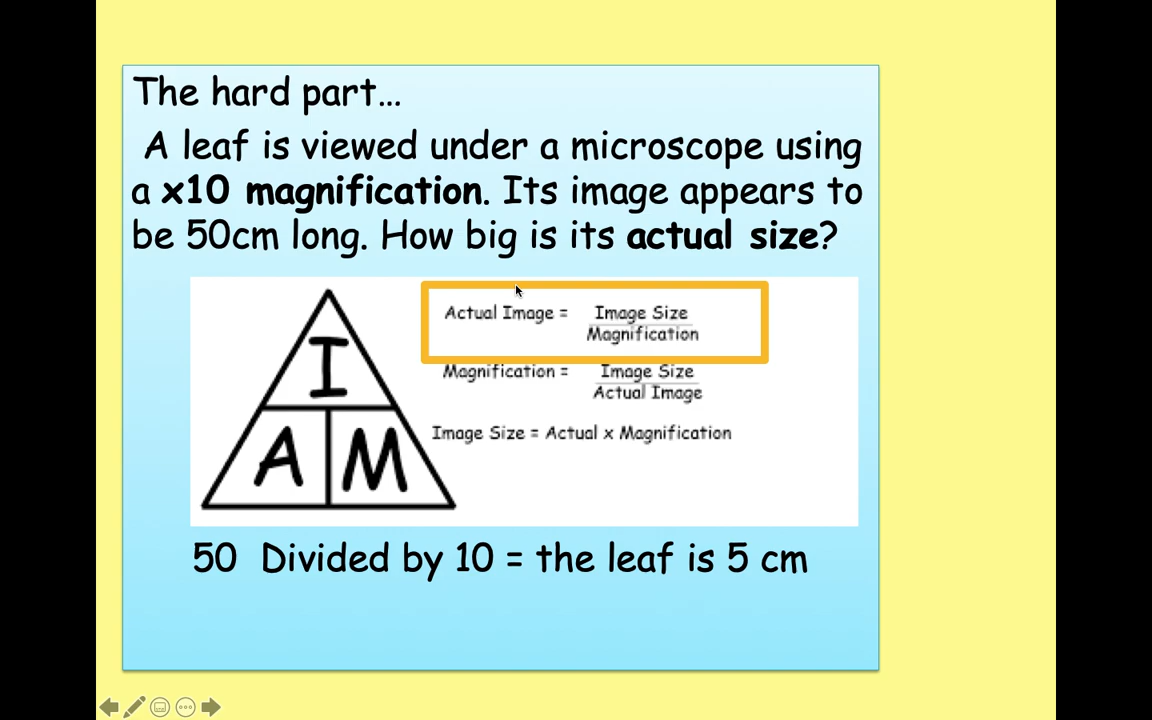 The hard part...
A leaf is viewed under a microscope using
a x10 magnification. Its image appears to
be 50cm long. How big is its actual size?
I
A M
Actual Image = Image Size
Magnification
Magnification = Image Size
Actual Image
Image Size = Actual x Magnification
50 Divided by 10 = the leaf is 5 cm